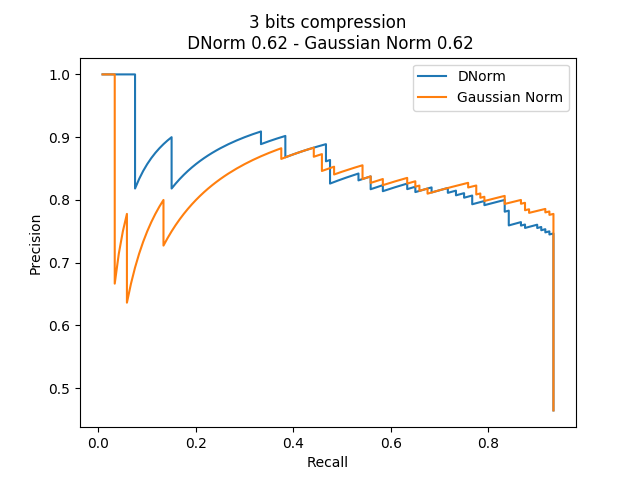 3 bits compression
DNorm 0.62 - Gaussian Norm 0.62
DNorm
Gaussian Norm
1.0
0.9
0.8
0.7
0.6
0.5
Precision
0.0
0.2
0.4
0.6
0.8
Recall